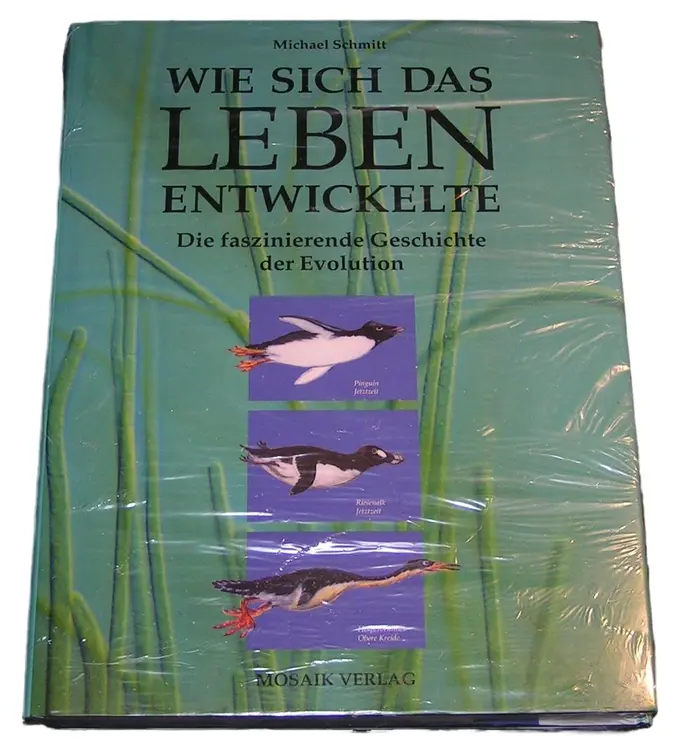 Michael Schmitt
WIE SICH DAS
LEBEN
ENTWICKELTE
Die faszinierende Geschichte
der Evolution
Pinguin
Jetztzeit
Riesenalk
Jetztzeit
Obere Kreide
MOSAIK VERLAG